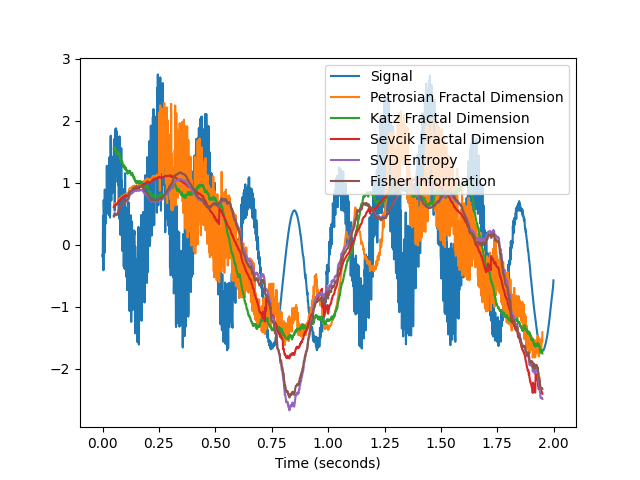 3
2
1
0
−1
−2
Signal
Petrosian Fractal Dimension
Katz Fractal Dimension
Sevcik Fractal Dimension
SVD Entropy
Fisher Information
0.00 0.25 0.50 0.75 1.00 1.25 1.50 1.75 2.00
Time (seconds)